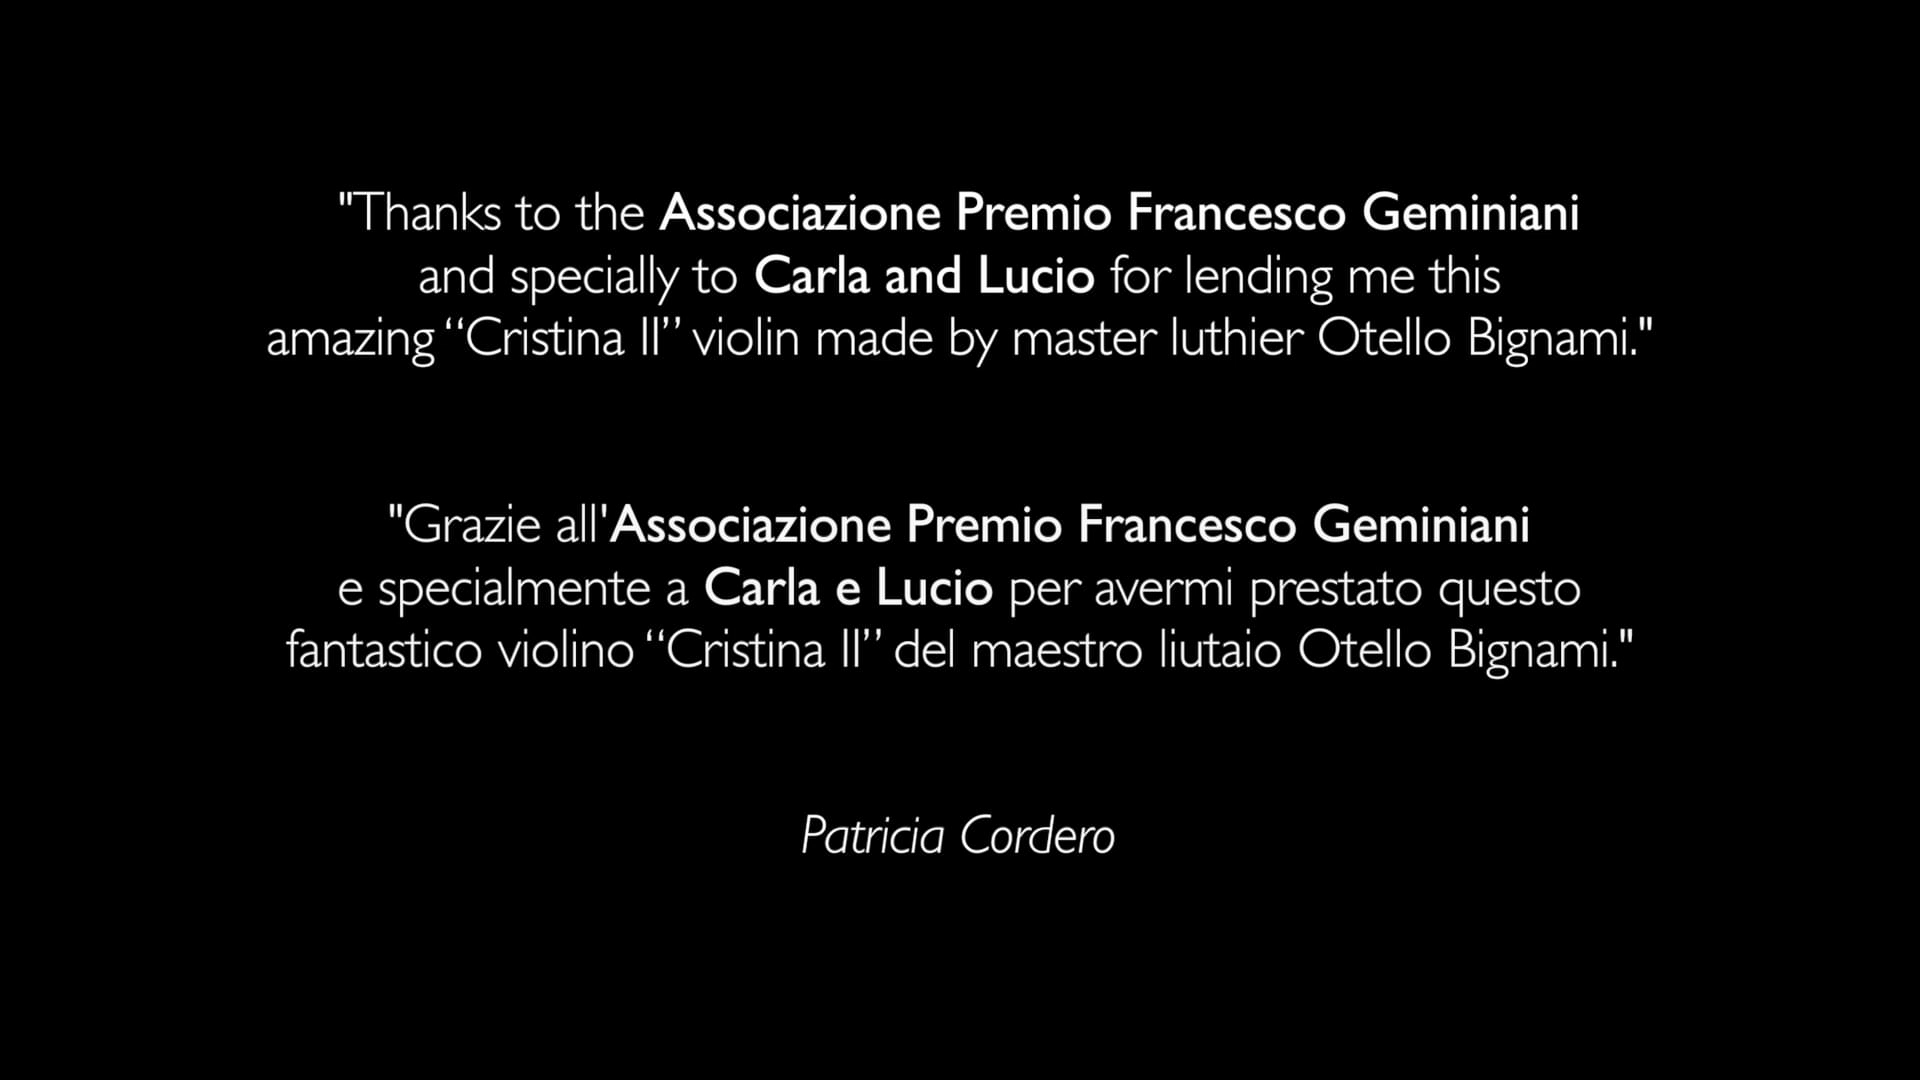 "Thanks to the Associazione Premio Francesco Geminiani
and specially to Carla and Lucio for lending me this
amazing “Cristina II” violin made by master luthier Otello Bignami."
"Grazie all'Associazione Premio Francesco Geminiani
e specialmente a Carla e Lucio per avermi prestato questo
fantastico violino “Cristina II” del maestro liutaio Otello Bignami."
Patricia Cordero